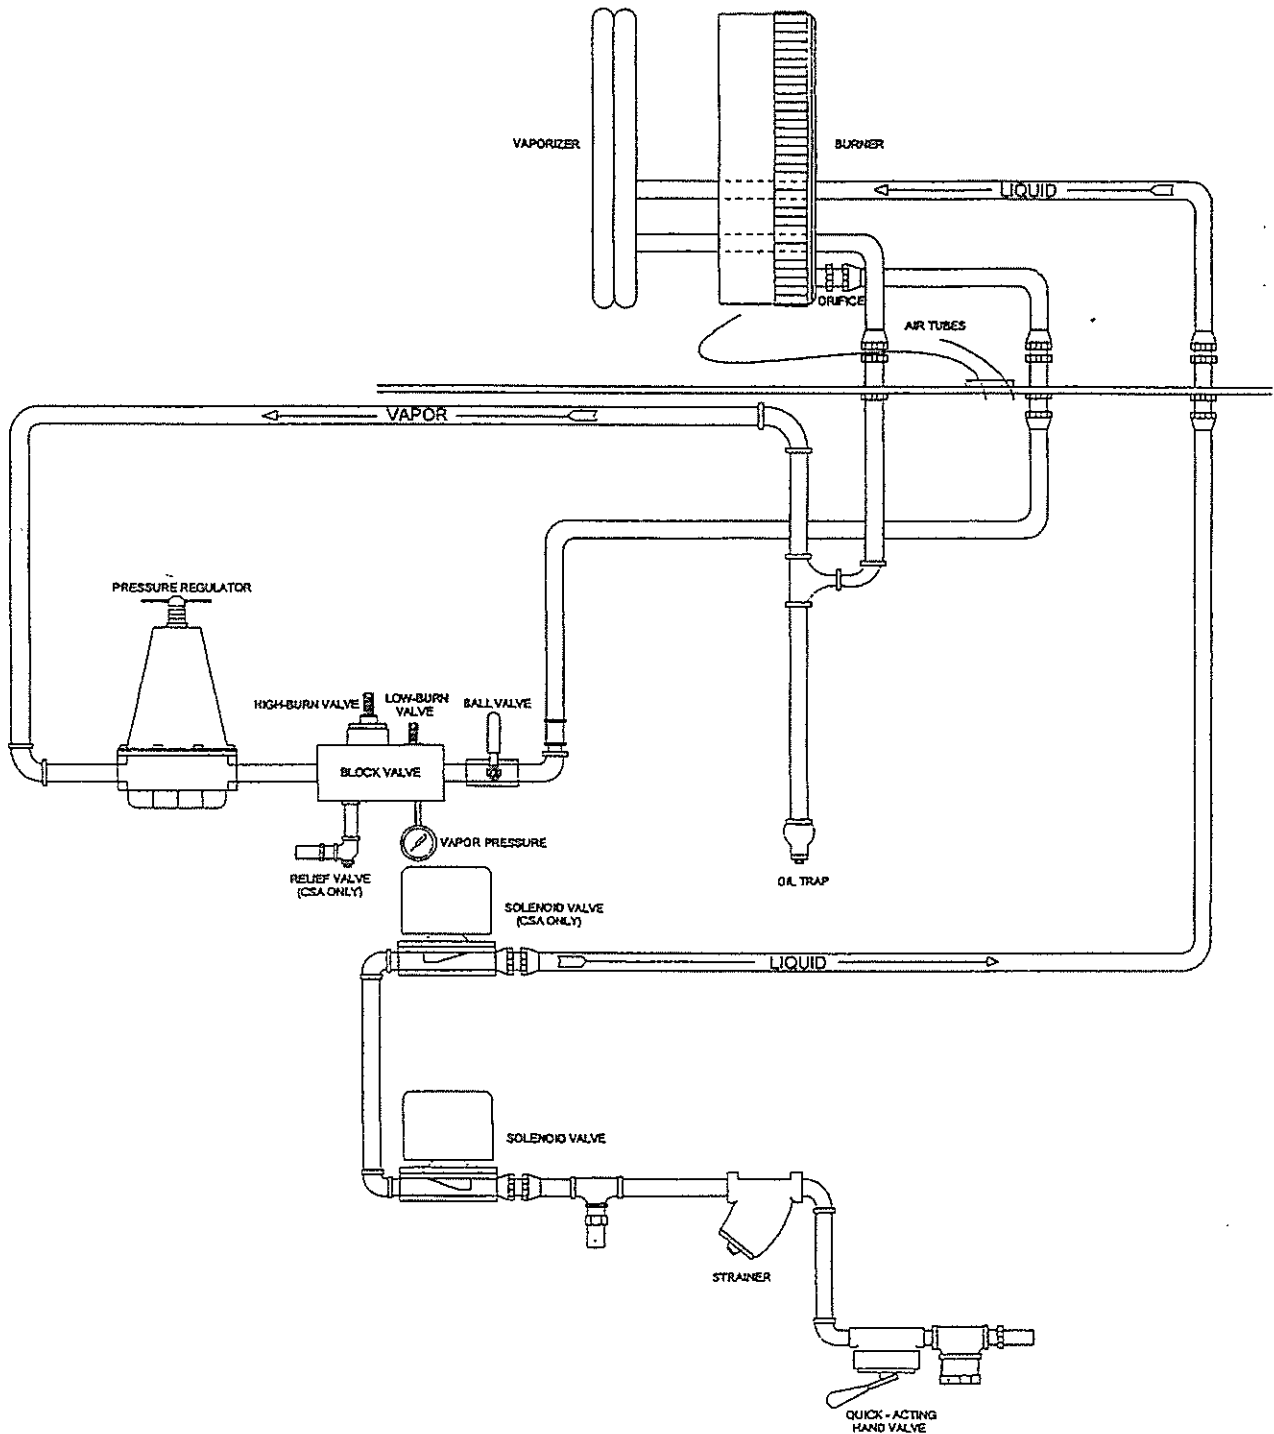 VAPORIZER
BURNER
LIQUID
ORIFICE
AIR TUBES
VAPOR
PRESSURE REGULATOR
HIGH-BURN VALVE
LOW-BURN
VALVE
BALL VALVE
BLOCK VALVE
VAPOR PRESSURE
RELIEF VALVE
(CSA ONLY)
OIL TRAP
SOLENOID VALVE
(CSA ONLY)
LIQUID
SOLENOID VALVE
STRAINER
QUICK - ACTING
HAND VALVE